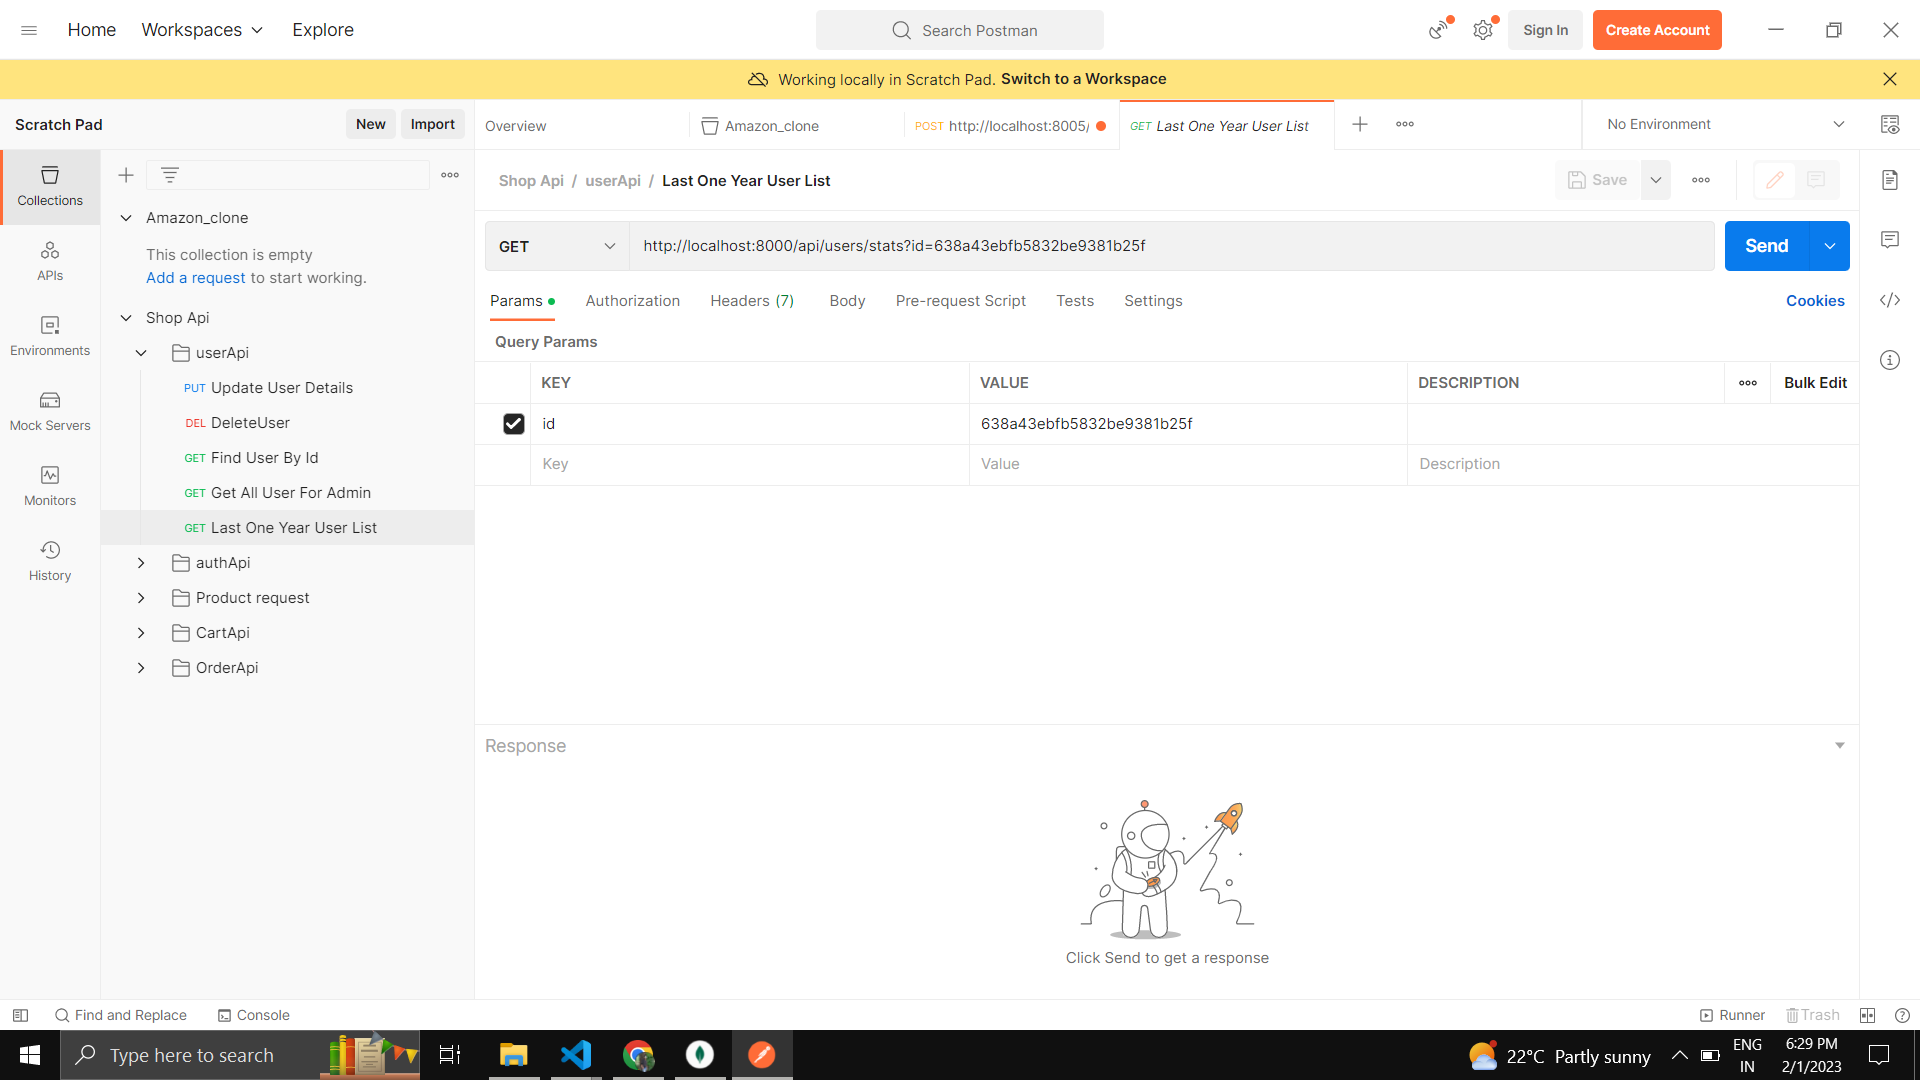 Home
Workspaces
Explore
Search Postman
Sign In
Create Account
Working locally in Scratch Pad. Switch to a Workspace
Scratch Pad
New
Import
Overview
Amazon_clone
POST http://localhost:8005/
GET Last One Year User List
No Environment
Collections
APIs
Environments
Mock Servers
Monitors
History
Amazon_clone
This collection is empty
Add a request to start working.
Shop Api
userApi
PUT Update User Details
DEL DeleteUser
GET Find User By Id
GET Get All User For Admin
GET Last One Year User List
authApi
Product request
CartApi
OrderApi
Shop Api / userApi / Last One Year User List
Save
GET
http://localhost:8000/api/users/stats?id=638a43ebfb5832be9381b25f
Send
Params
Authorization
Headers (7)
Body
Pre-request Script
Tests
Settings
Cookies
Query Params
KEY
VALUE
DESCRIPTION
Bulk Edit
id
638a43ebfb5832be9381b25f
Key
Value
Description
Response
Click Send to get a response
Find and Replace
Console
Runner
Trash
Type here to search
22°C Partly sunny
ENG
IN
6:29 PM
2/1/2023